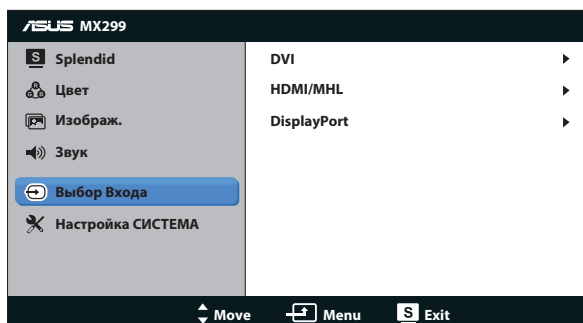 ASUS MX299
S Splendid
Цвет
Изображ.
Звук
Выбор Входа
Настройка СИСТЕМА
DVI
HDMI/MHL
DisplayPort
Move Menu S Exit